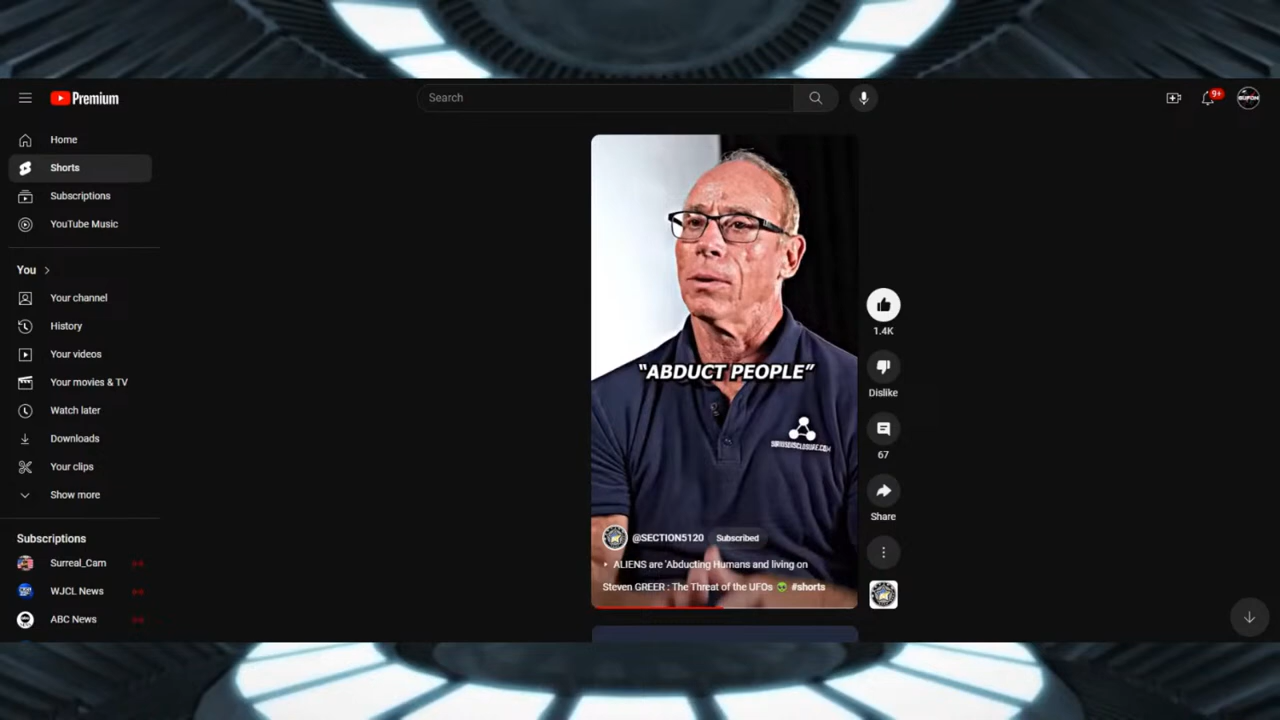 Premium
Search
9+
Home
Shorts
Subscriptions
YouTube Music
You
Your channel
History
Your videos
Your movies & TV
Watch later
Downloads
Your clips
Show more
Subscriptions
Surreal_Cam
WJCL News
ABC News
"ABDUCT PEOPLE"
SIRIUSDISCLOSURE.COM
@SECTION5120 Subscribed
ALIENS are 'Abducting Humans and living on
Steven GREER : The Threat of the UFOs 👽 #shorts
1.4K
Dislike
67
Share